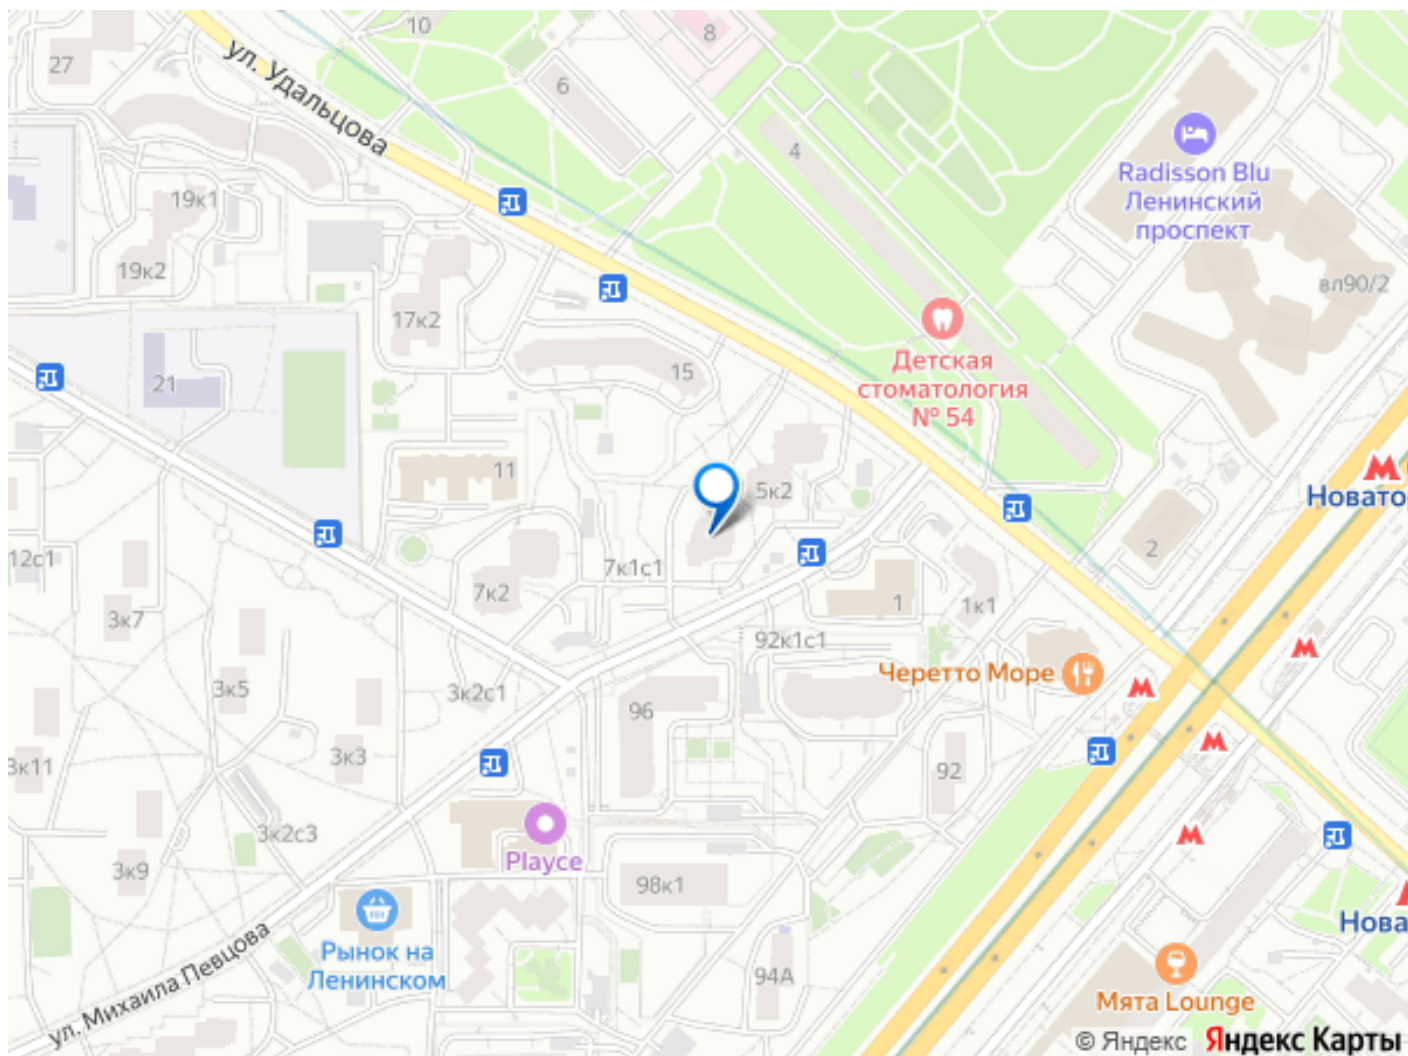 10
8
27
ул. Удальцова
6
4
Radisson Blu
Ленинский
проспект
19к1
19к2
вл90/2
17к2
Детская
стоматология
№ 54
15
21
11
5к2
Новатор
2
12с1
7к1с1
7к2
1
1к1
3к7
92к1с1
Черетто Море
3к5
3к2с1
96
3к3
3к11
92
3к2с3
Playce
3к9
98к1
Рынок на
Ленинском
Нова
ул. Михаила Певцова
94А
Мята Lounge
© Яндекс Яндекс Карты